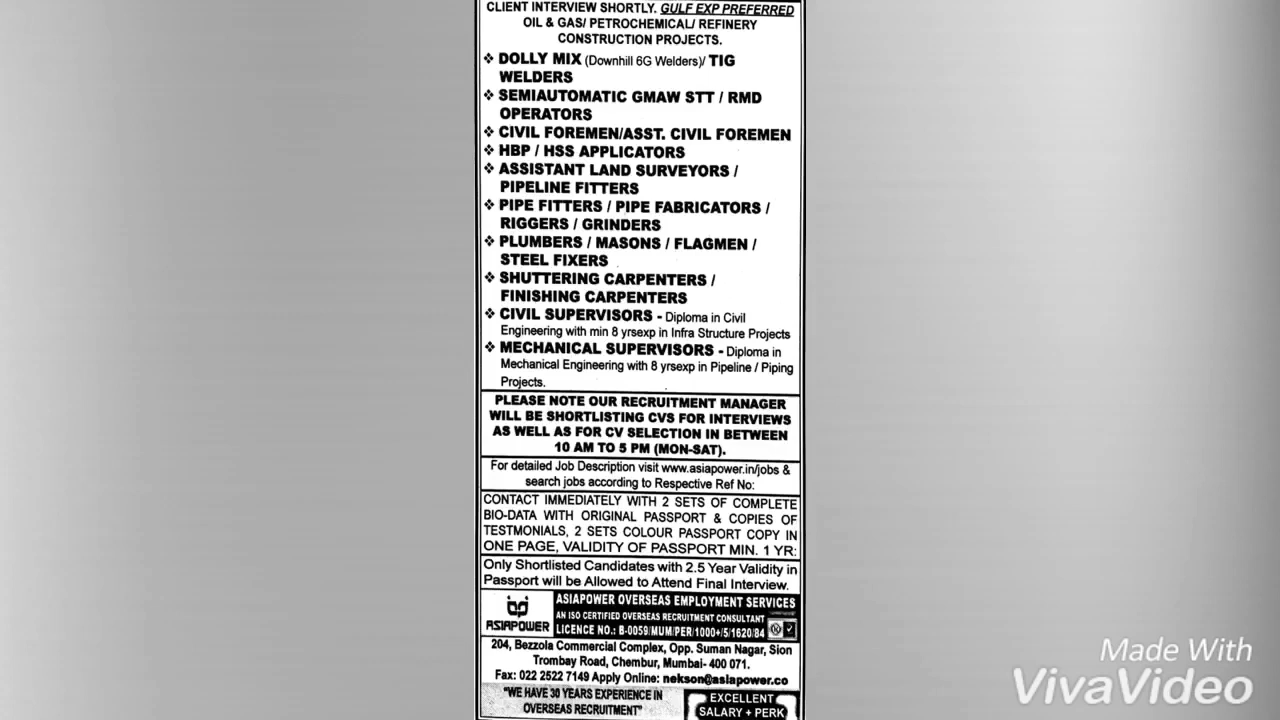 CLIENT INTERVIEW SHORTLY. GULF EXP PREFERRED
OIL & GAS/ PETROCHEMICAL/ REFINERY
CONSTRUCTION PROJECTS.
❖ DOLLY MIX (Downhill 6G Welders)/ TIG
WELDERS
❖ SEMIAUTOMATIC GMAW STT / RMD
OPERATORS
❖ CIVIL FOREMEN/ASST. CIVIL FOREMEN
❖ HBP / HSS APPLICATORS
❖ ASSISTANT LAND SURVEYORS /
PIPELINE FITTERS
❖ PIPE FITTERS / PIPE FABRICATORS /
RIGGERS / GRINDERS
❖ PLUMBERS / MASONS / FLAGMEN /
STEEL FIXERS
❖ SHUTTERING CARPENTERS /
FINISHING CARPENTERS
❖ CIVIL SUPERVISORS - Diploma in Civil
Engineering with min 8 yrsexp in Infra Structure Projects
❖ MECHANICAL SUPERVISORS - Diploma in
Mechanical Engineering with 8 yrsexp in Pipeline / Piping
Projects.
PLEASE NOTE OUR RECRUITMENT MANAGER
WILL BE SHORTLISTING CVS FOR INTERVIEWS
AS WELL AS FOR CV SELECTION IN BETWEEN
10 AM TO 5 PM (MON-SAT).
For detailed Job Description visit www.asiapower.in/jobs &
search jobs according to Respective Ref No:
CONTACT IMMEDIATELY WITH 2 SETS OF COMPLETE
BIO-DATA WITH ORIGINAL PASSPORT & COPIES OF
TESTMONIALS, 2 SETS COLOUR PASSPORT COPY IN
ONE PAGE, VALIDITY OF PASSPORT MIN. 1 YR:
Only Shortlisted Candidates with 2.5 Year Validity in
Passport will be Allowed to Attend Final Interview.
ASIAPOWER
ASIAPOWER OVERSEAS EMPLOYMENT SERVICES
AN ISO CERTIFIED OVERSEAS RECRUITMENT CONSULTANT
LICENCE NO.: B-0059/MUM/PER/1000+/5/1620/84
204, Bezzola Commercial Complex, Opp. Suman Nagar, Sion
Trombay Road, Chembur, Mumbai- 400 071.
Fax: 022 2522 7149 Apply Online: nekson@asiapower.co
"WE HAVE 30 YEARS EXPERIENCE IN
OVERSEAS RECRUITMENT"
EXCELLENT
SALARY + PERK
Made With
VivaVideo